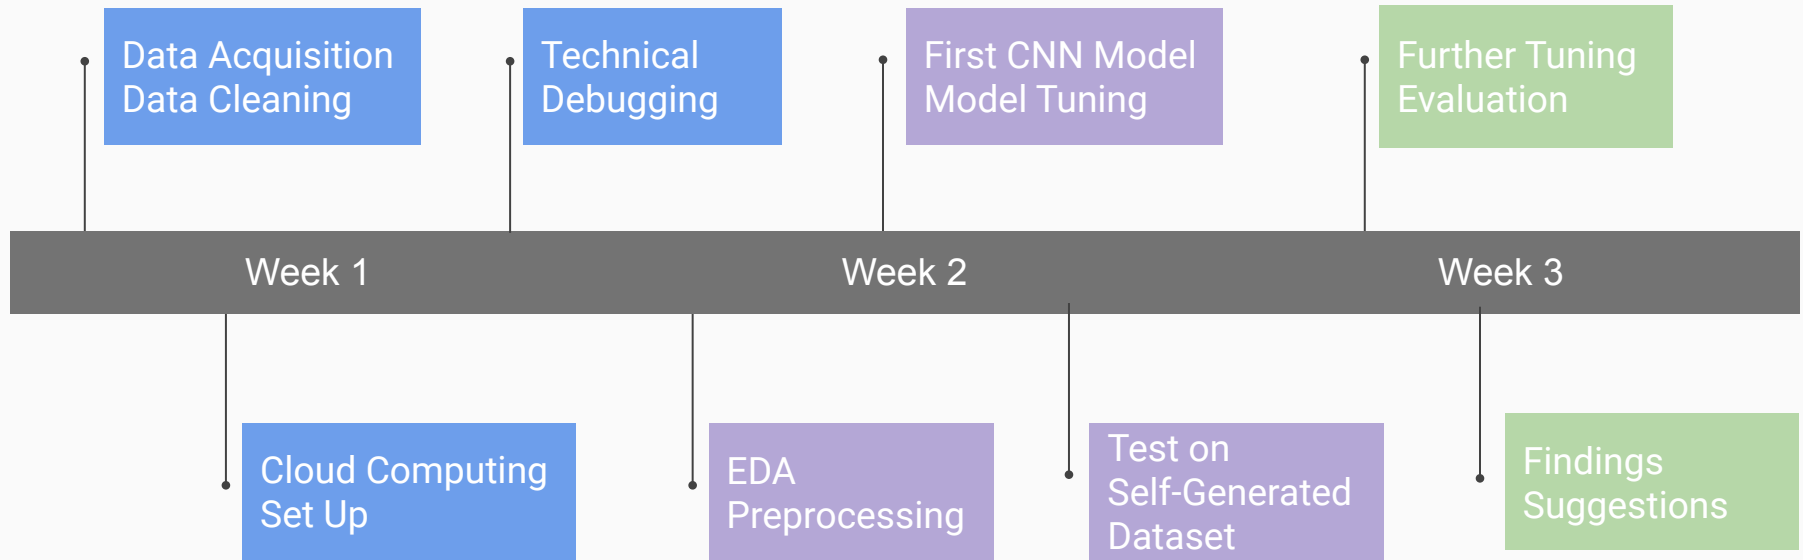 Data Acquisition
Data Cleaning
Technical
Debugging
First CNN Model
Model Tuning
Further Tuning
Evaluation
Week 1
Week 2
Week 3
Cloud Computing
Set Up
EDA
Preprocessing
Test on
Self-Generated
Dataset
Findings
Suggestions